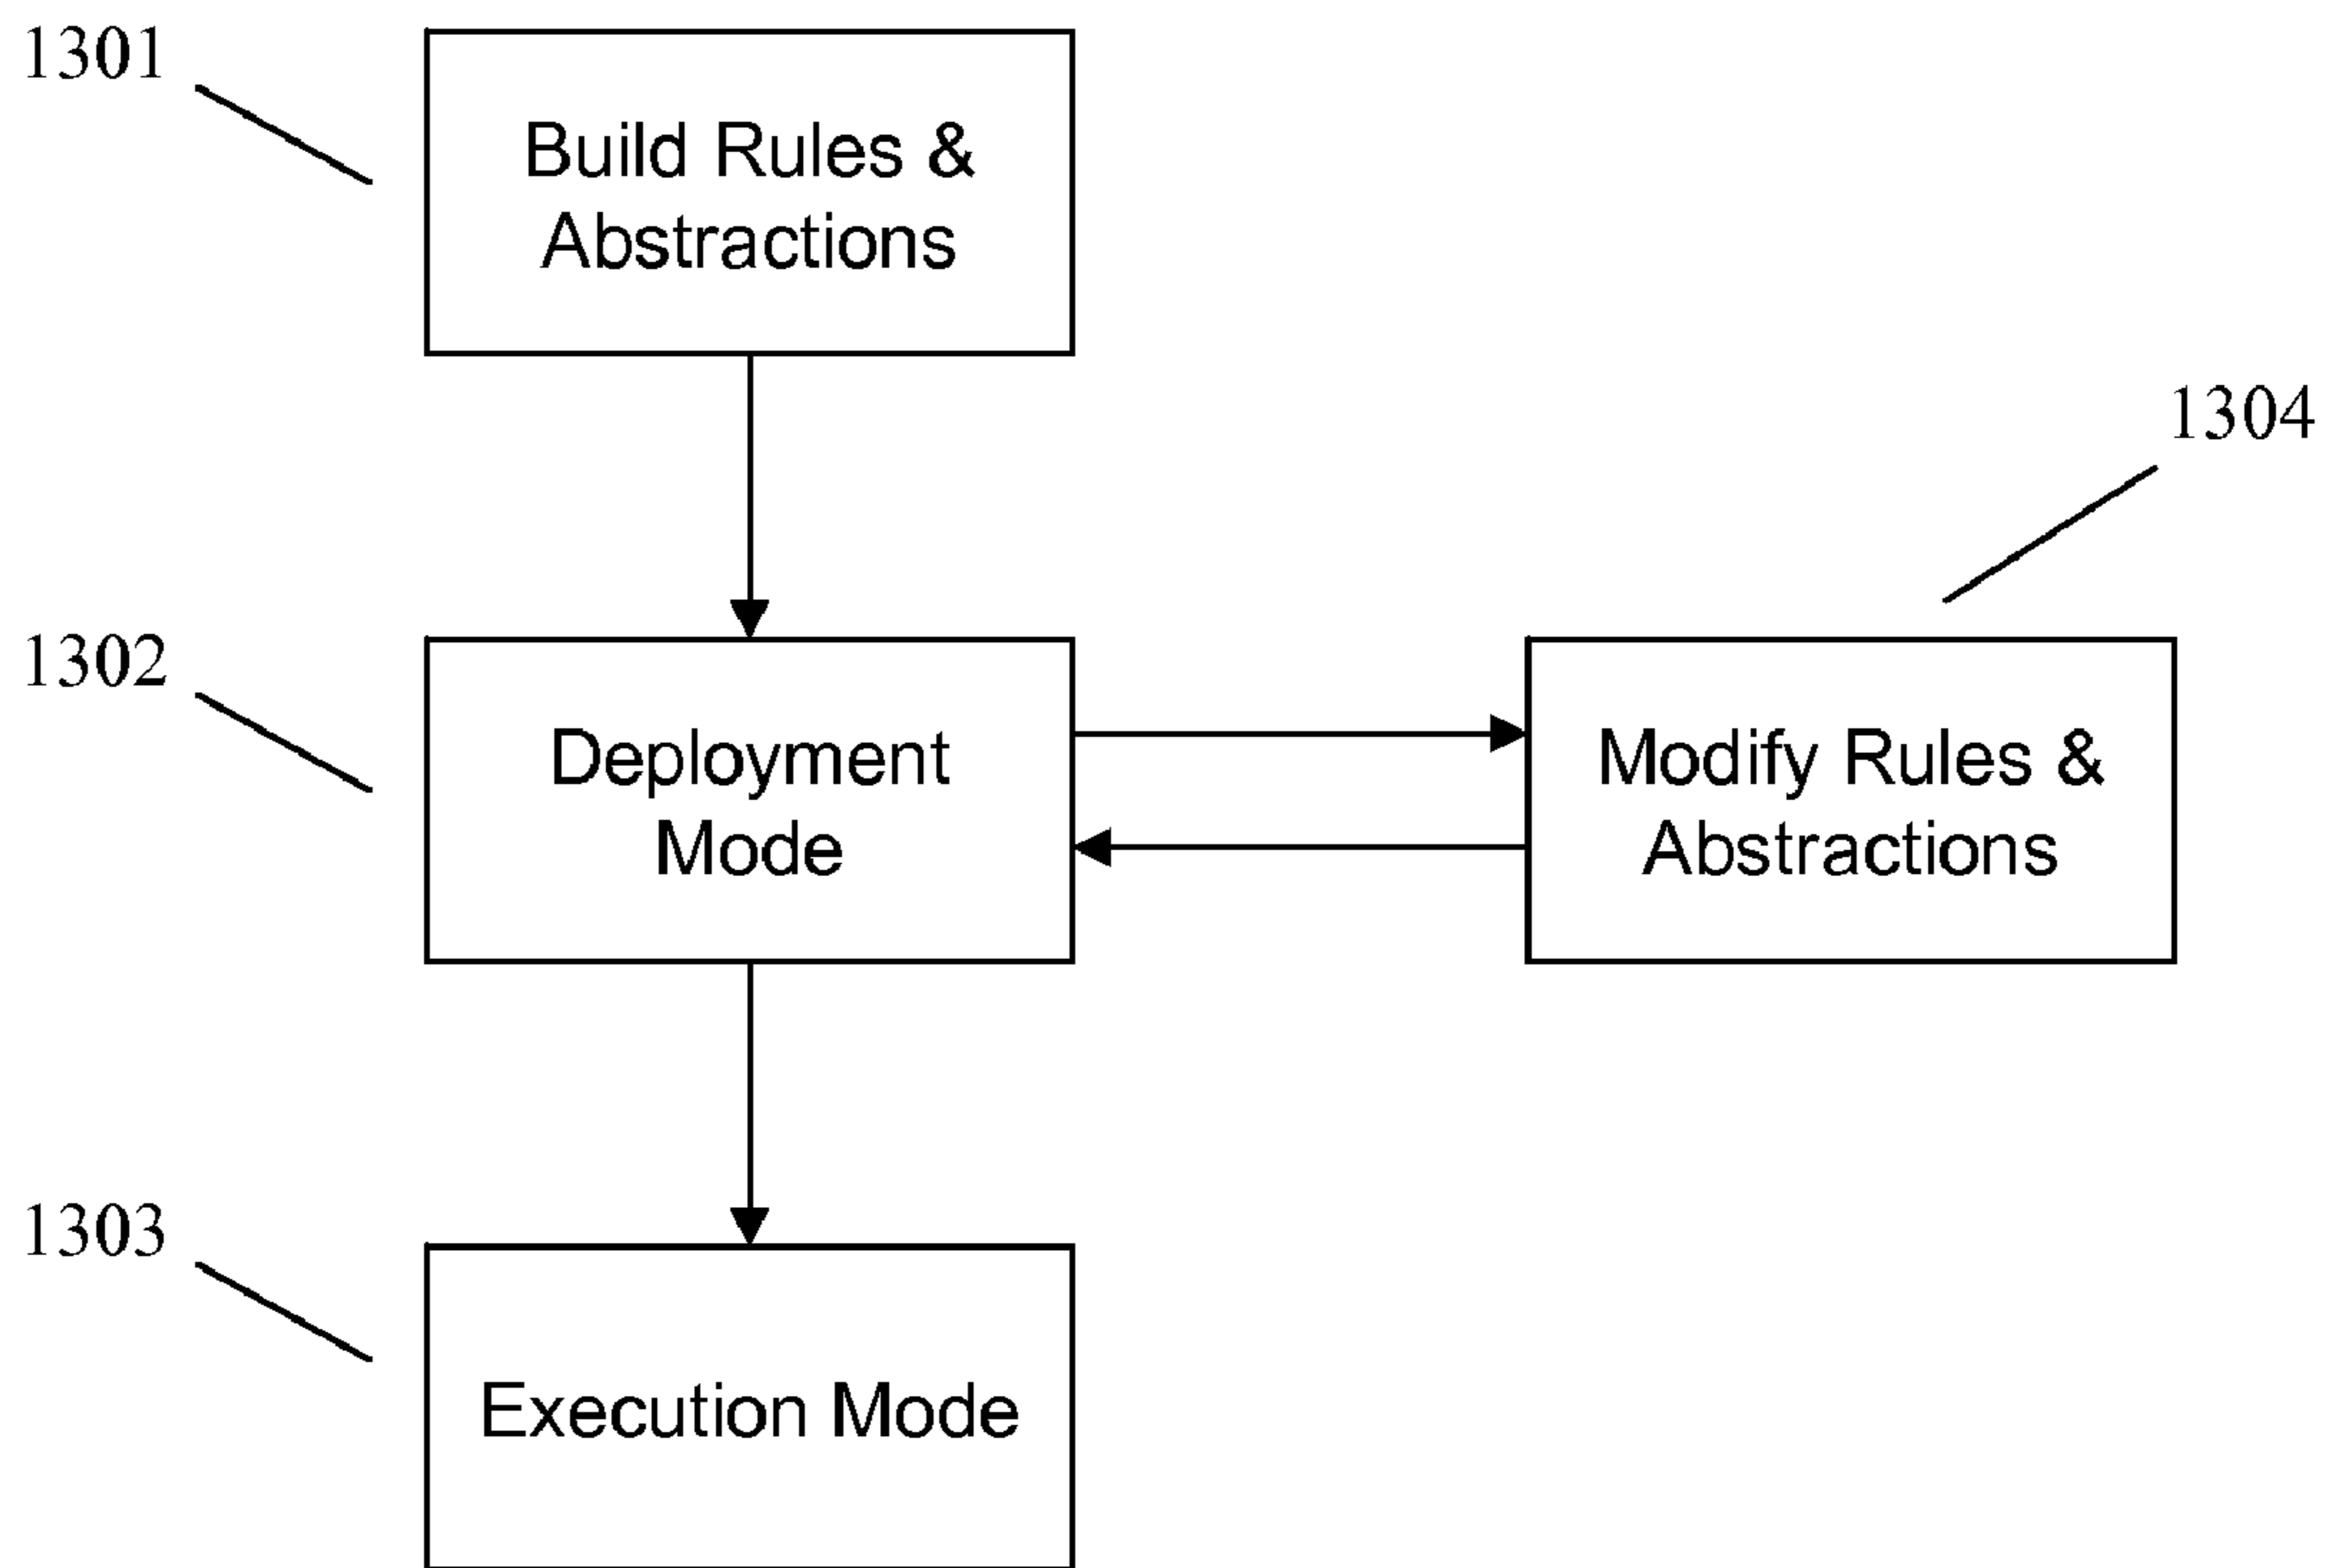 1301
Build Rules &
Abstractions
1304
1302
Deployment
Mode
Modify Rules &
Abstractions
1303
Execution Mode